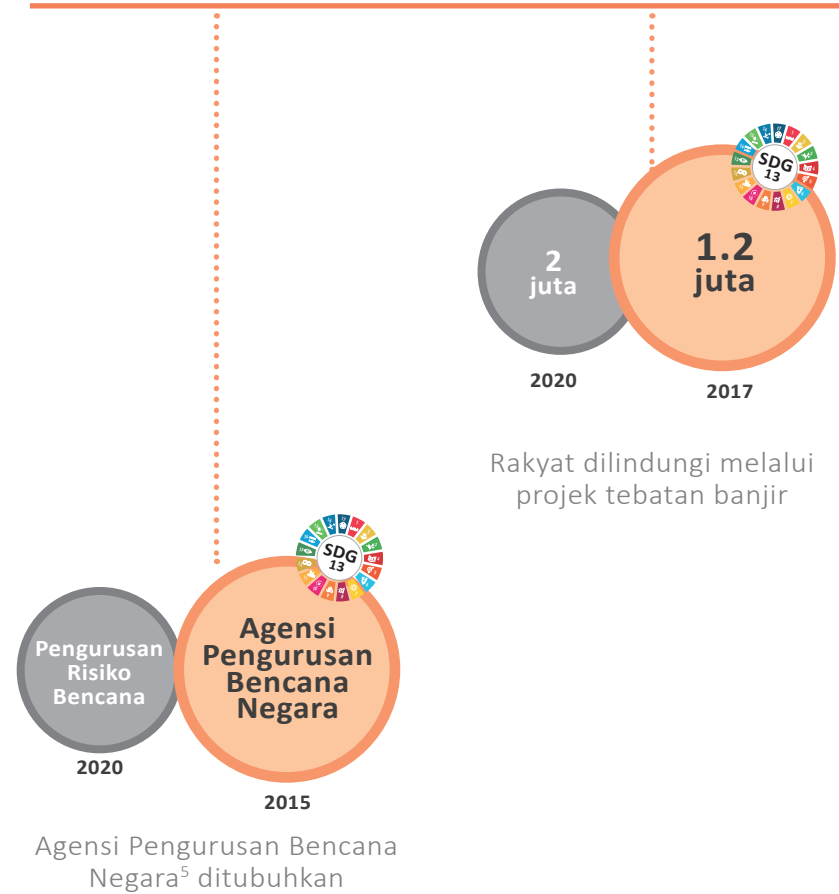 SDG
13
2
juta
1.2
juta
2020
2017
Rakyat dilindungi melalui
projek tebatan banjir
SDG
13
Pengurusan
Risiko
Bencana
Agensi
Pengurusan
Bencana
Negara
2020
2015
Agensi Pengurusan Bencana
Negara⁵ ditubuhkan